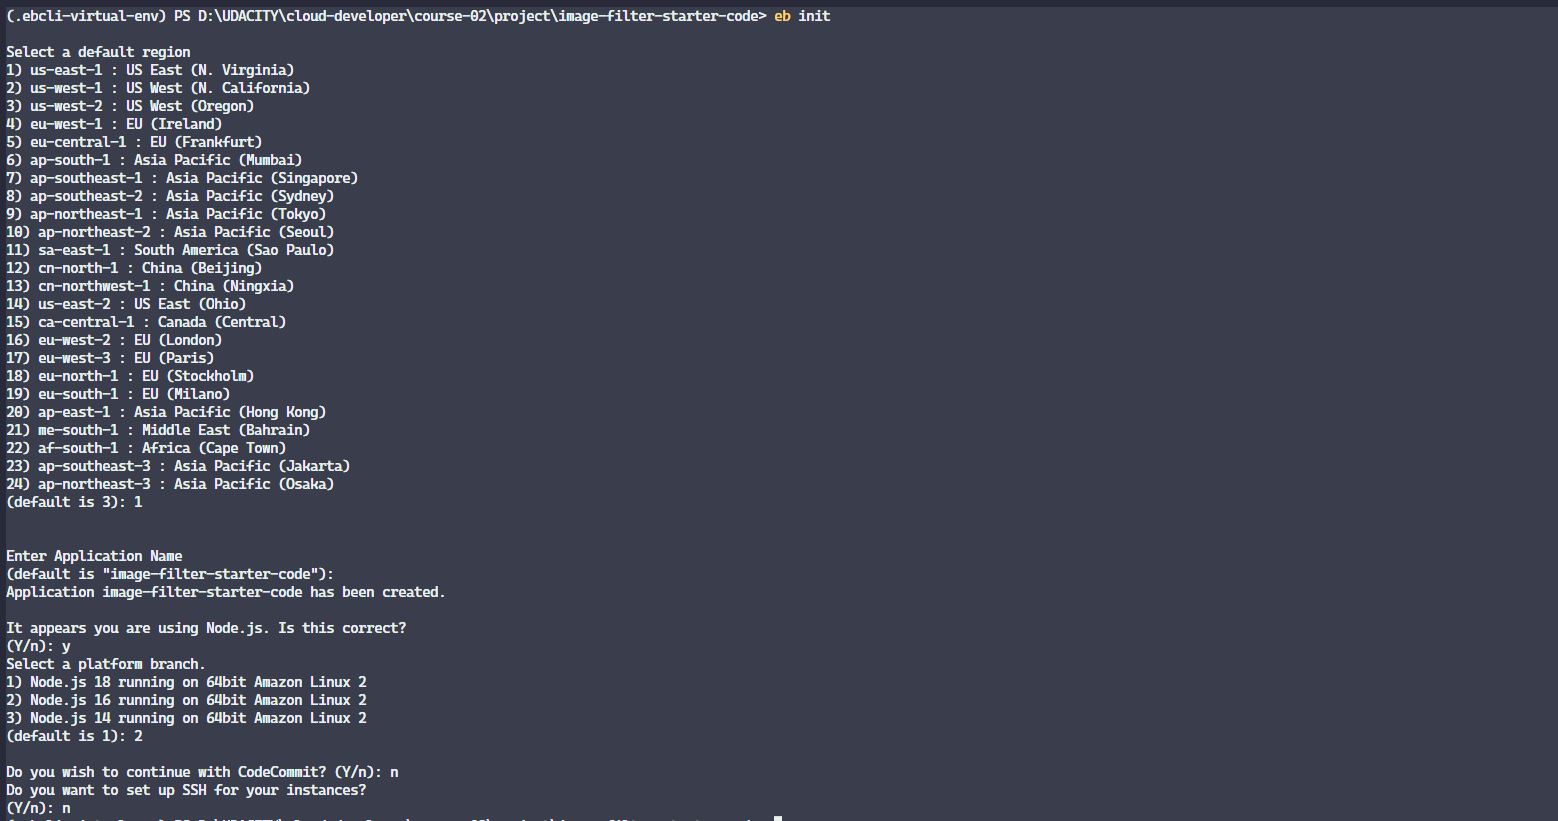 (.ebcli-virtual-env) PS D:\UDACITY\cloud-developer\course-02\project\image-filter-starter-code> eb init
Select a default region
1) us-east-1 : US East (N. Virginia)
2) us-west-1 : US West (N. California)
3) us-west-2 : US West (Oregon)
4) eu-west-1 : EU (Ireland)
5) eu-central-1 : EU (Frankfurt)
6) ap-south-1 : Asia Pacific (Mumbai)
7) ap-southeast-1 : Asia Pacific (Singapore)
8) ap-southeast-2 : Asia Pacific (Sydney)
9) ap-northeast-1 : Asia Pacific (Tokyo)
10) ap-northeast-2 : Asia Pacific (Seoul)
11) sa-east-1 : South America (Sao Paulo)
12) cn-north-1 : China (Beijing)
13) cn-northwest-1 : China (Ningxia)
14) us-east-2 : US East (Ohio)
15) ca-central-1 : Canada (Central)
16) eu-west-2 : EU (London)
17) eu-west-3 : EU (Paris)
18) eu-north-1 : EU (Stockholm)
19) eu-south-1 : EU (Milano)
20) ap-east-1 : Asia Pacific (Hong Kong)
21) me-south-1 : Middle East (Bahrain)
22) af-south-1 : Africa (Cape Town)
23) ap-southeast-3 : Asia Pacific (Jakarta)
24) ap-northeast-3 : Asia Pacific (Osaka)
(default is 3): 1
Enter Application Name
(default is "image-filter-starter-code"):
Application image-filter-starter-code has been created.
It appears you are using Node.js. Is this correct?
(Y/n): y
Select a platform branch.
1) Node.js 18 running on 64bit Amazon Linux 2
2) Node.js 16 running on 64bit Amazon Linux 2
3) Node.js 14 running on 64bit Amazon Linux 2
(default is 1): 2
Do you wish to continue with CodeCommit? (Y/n): n
Do you want to set up SSH for your instances?
(Y/n): n